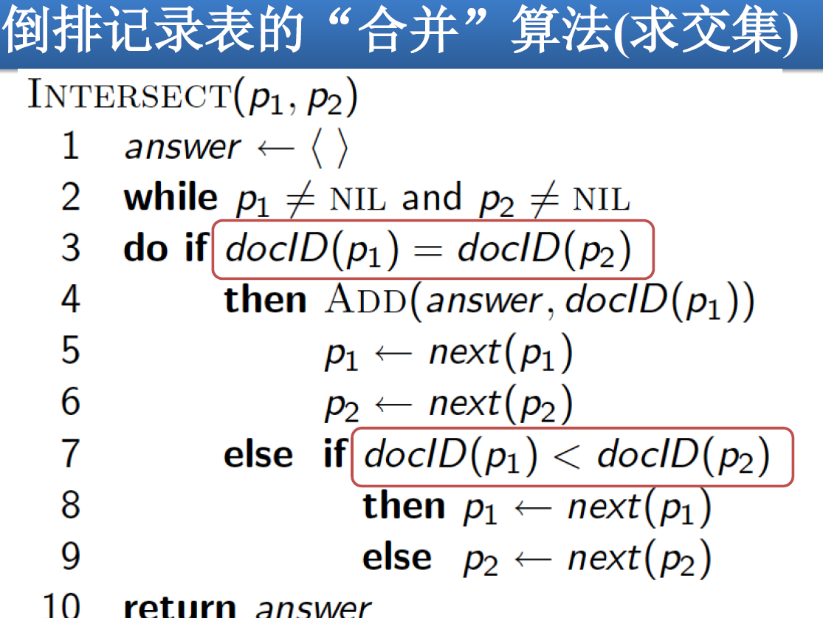 倒排记录表的“合并”算法(求交集)
INTERSECT(p₁, p₂)
1 answer ← ⟨ ⟩
2 while p₁ ≠ NIL and p₂ ≠ NIL
3 do if docID(p₁) = docID(p₂)
4 then ADD(answer, docID(p₁))
5 p₁ ← next(p₁)
6 p₂ ← next(p₂)
7 else if docID(p₁) < docID(p₂)
8 then p₁ ← next(p₁)
9 else p₂ ← next(p₂)
10 return answer